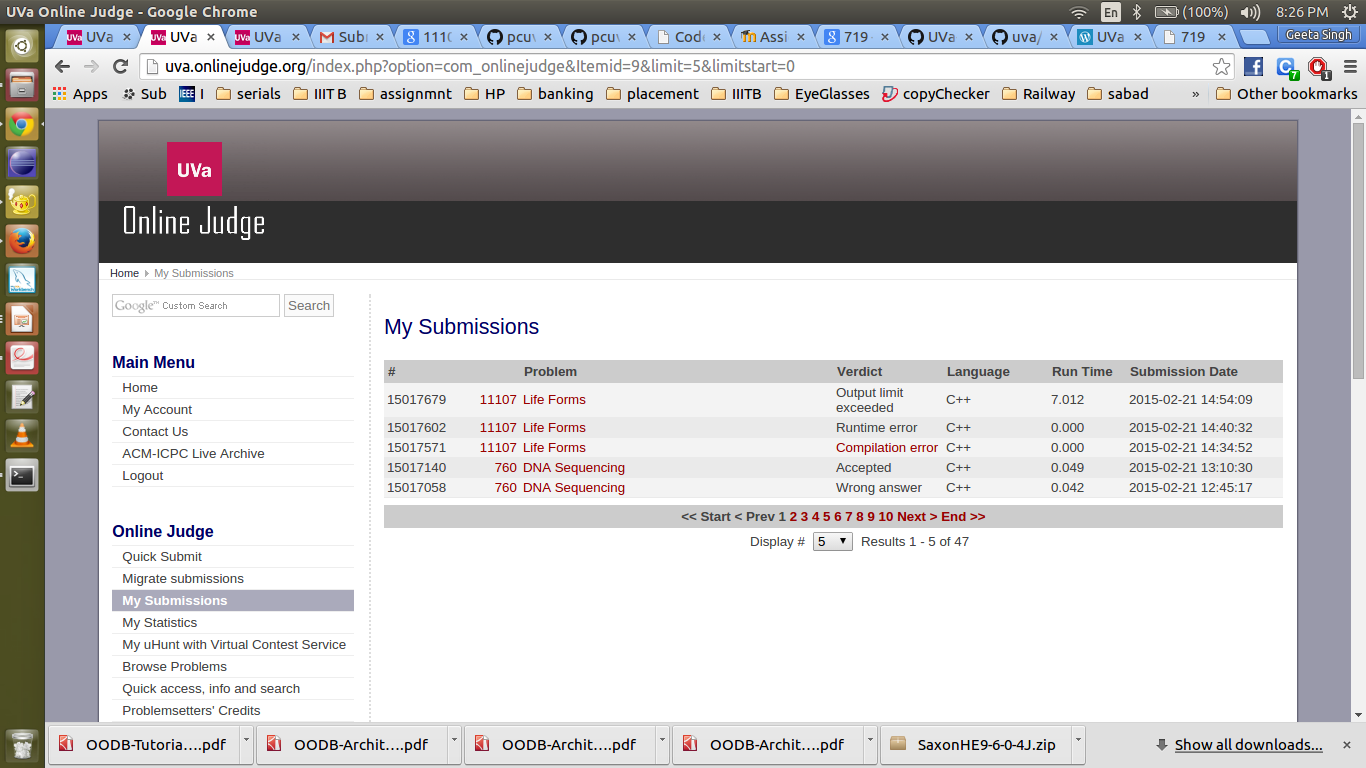 UVa Online Judge - Google Chrome
En (100%) 8:26 PM
UVa UVa UVa Sub 1110 pcuv pcuv Code Assi 719 UVa uva/ UVa 719 Geeta Singh
uva.onlinejudge.org/index.php?option=com_onlinejudge&Itemid=9&limit=5&limitstart=0
7 1
Apps Sub IEEE I serials IIIT B assignmnt HP banking placement IIITB EyeGlasses copyChecker Railway sabad » Other bookmarks
UVa
Online Judge
Home My Submissions
Google™ Custom Search Search
My Submissions
Main Menu
Home
My Account
Contact Us
ACM-ICPC Live Archive
Logout
Online Judge
Quick Submit
Migrate submissions
My Submissions
My Statistics
My uHunt with Virtual Contest Service
Browse Problems
Quick access, info and search
Problemsetters' Credits
# Problem Verdict Language Run Time Submission Date
15017679 11107 Life Forms Output limit exceeded C++ 7.012 2015-02-21 14:54:09
15017602 11107 Life Forms Runtime error C++ 0.000 2015-02-21 14:40:32
15017571 11107 Life Forms Compilation error C++ 0.000 2015-02-21 14:34:52
15017140 760 DNA Sequencing Accepted C++ 0.049 2015-02-21 13:10:30
15017058 760 DNA Sequencing Wrong answer C++ 0.042 2015-02-21 12:45:17
<< Start < Prev 1 2 3 4 5 6 7 8 9 10 Next > End >>
Display # 5 Results 1 - 5 of 47
OODB-Tutoria....pdf OODB-Archit....pdf OODB-Archit....pdf OODB-Archit....pdf SaxonHE9-6-0-4J.zip Show all downloads...